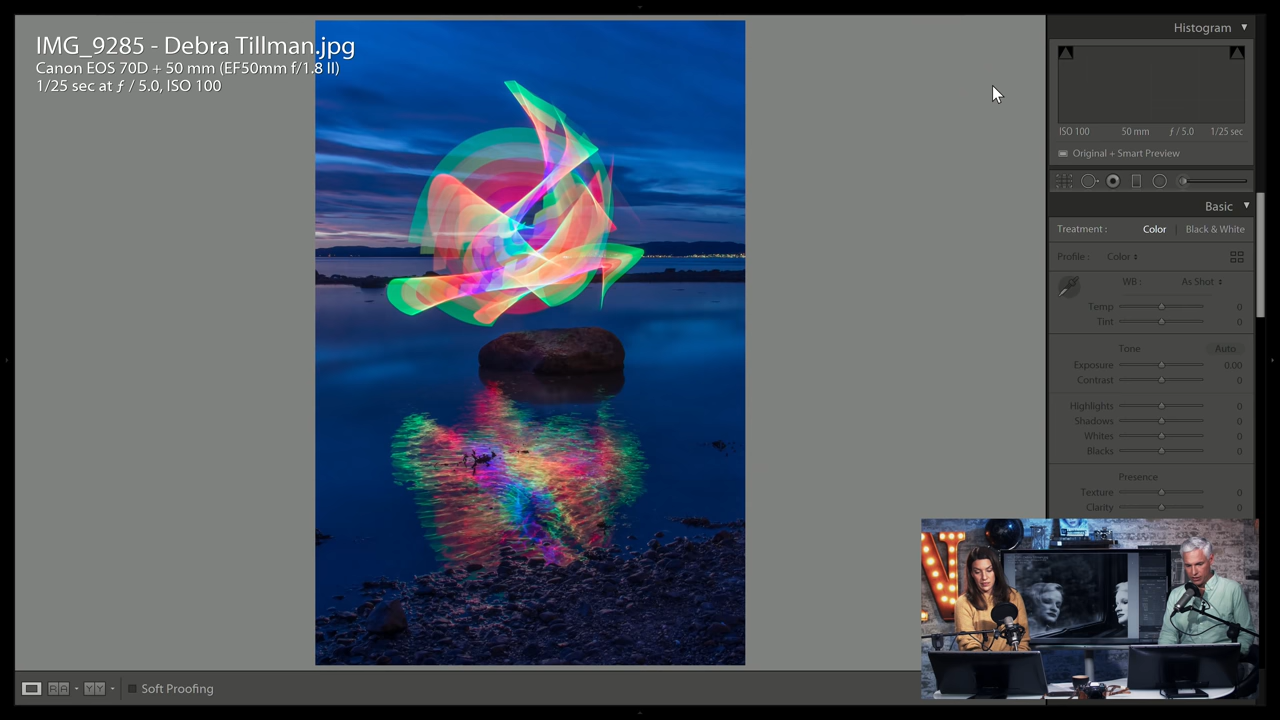 IMG_9285 - Debra Tillman.jpg
Canon EOS 70D + 50 mm (EF50mm f/1.8 II)
1/25 sec at ƒ / 5.0, ISO 100
Histogram
ISO 100 50 mm ƒ / 5.0 1/25 sec
Original + Smart Preview
Basic
Treatment : Color Black & White
Profile : Color
WB : As Shot
Temp 0
Tint 0
Tone Auto
Exposure 0.00
Contrast 0
Highlights 0
Shadows 0
Whites 0
Blacks 0
Presence
Texture 0
Clarity 0
N
R A Y Y Soft Proofing